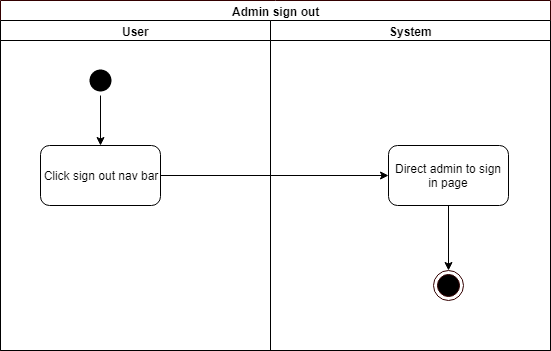 Admin sign out
User
System
Click sign out nav bar
Direct admin to sign
in page